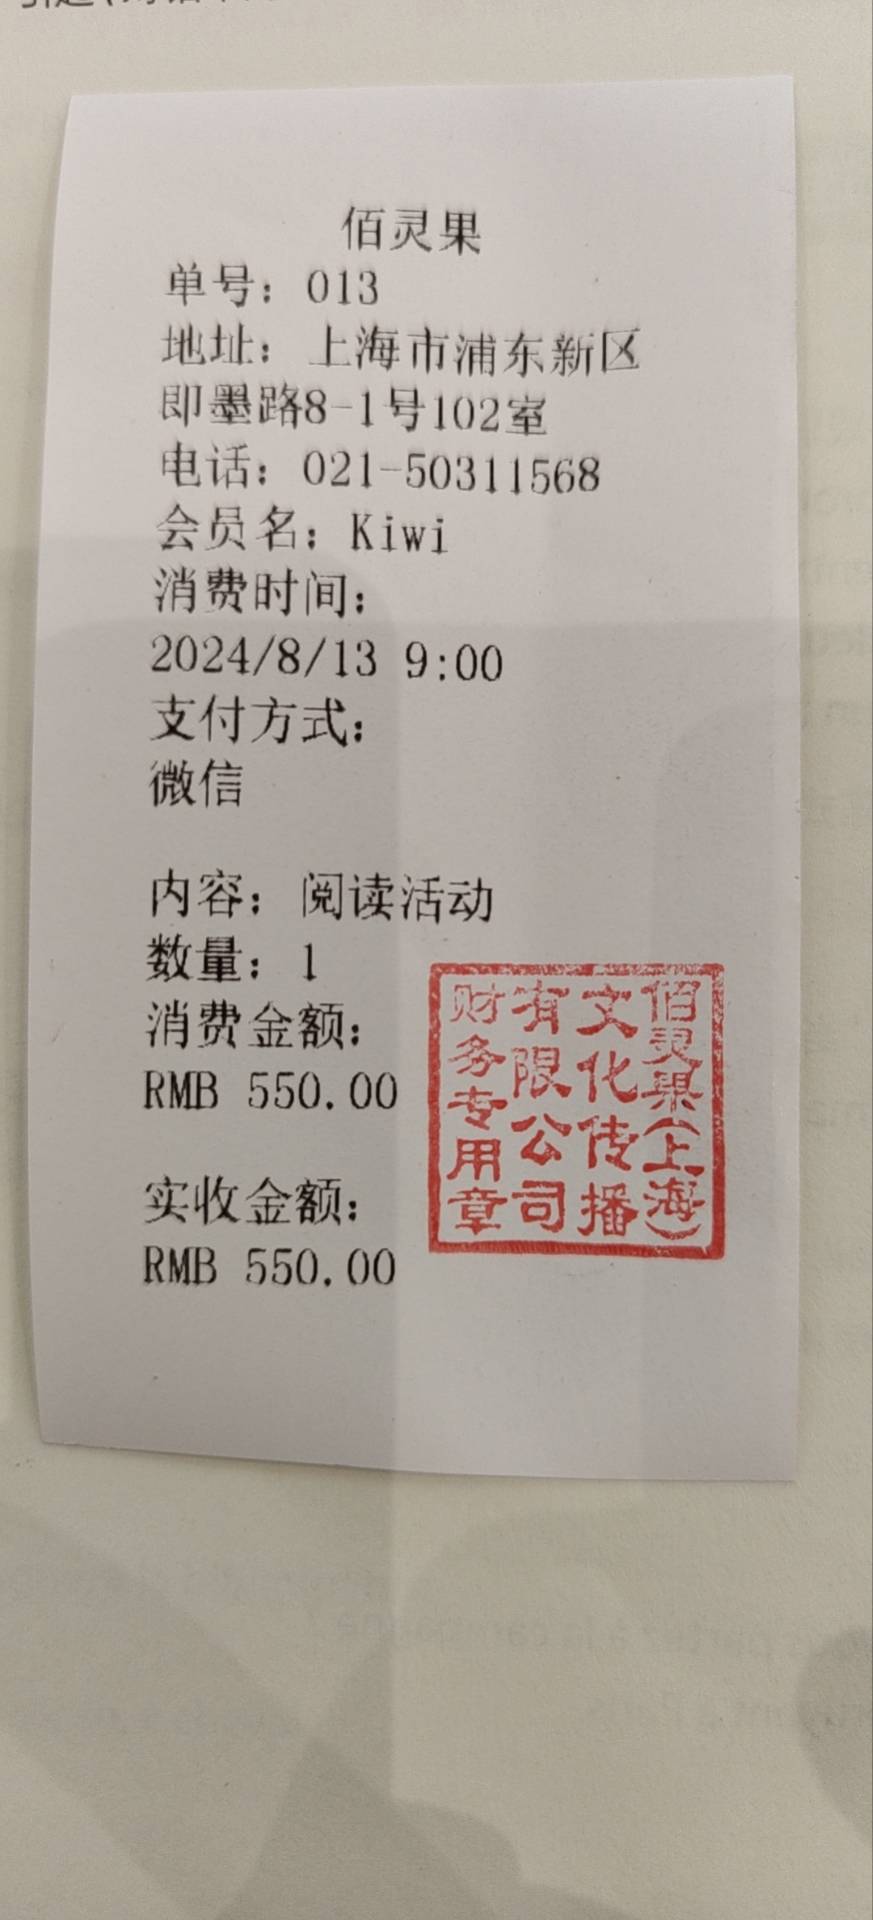 佰灵果
单号：013
地址：上海市浦东新区
即墨路8-1号102室
电话：021-50311568
会员名：Kiwi
消费时间：
2024/8/13 9:00
支付方式：
微信
内容：阅读活动
数量：1
消费金额：
RMB 550.00
实收金额：
RMB 550.00
佰灵果（上海）
文化传播
有限公司
财务专用章